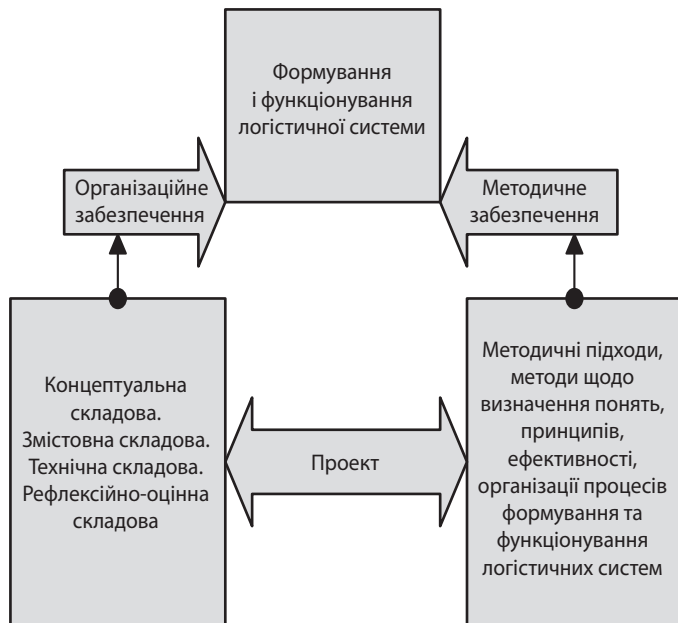 Формування
і функціонування
логістичної системи
Організаційне
забезпечення
Методичне
забезпечення
Концептуальна
складова.
Змістовна складова.
Технічна складова.
Рефлексійно-оцінна
складова
Проект
Методичні підходи,
методи щодо
визначення понять,
принципів,
ефективності,
організації процесів
формування та
функціонування
логістичних систем